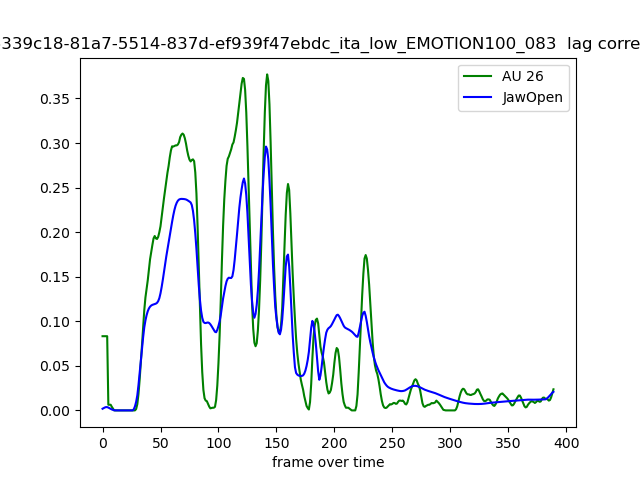 339c18-81a7-5514-837d-ef939f47ebdc_ita_low_EMOTION100_083 lag corre
AU 26
JawOpen
0.35
0.30
0.25
0.20
0.15
0.10
0.05
0.00
0 50 100 150 200 250 300 350 400
frame over time